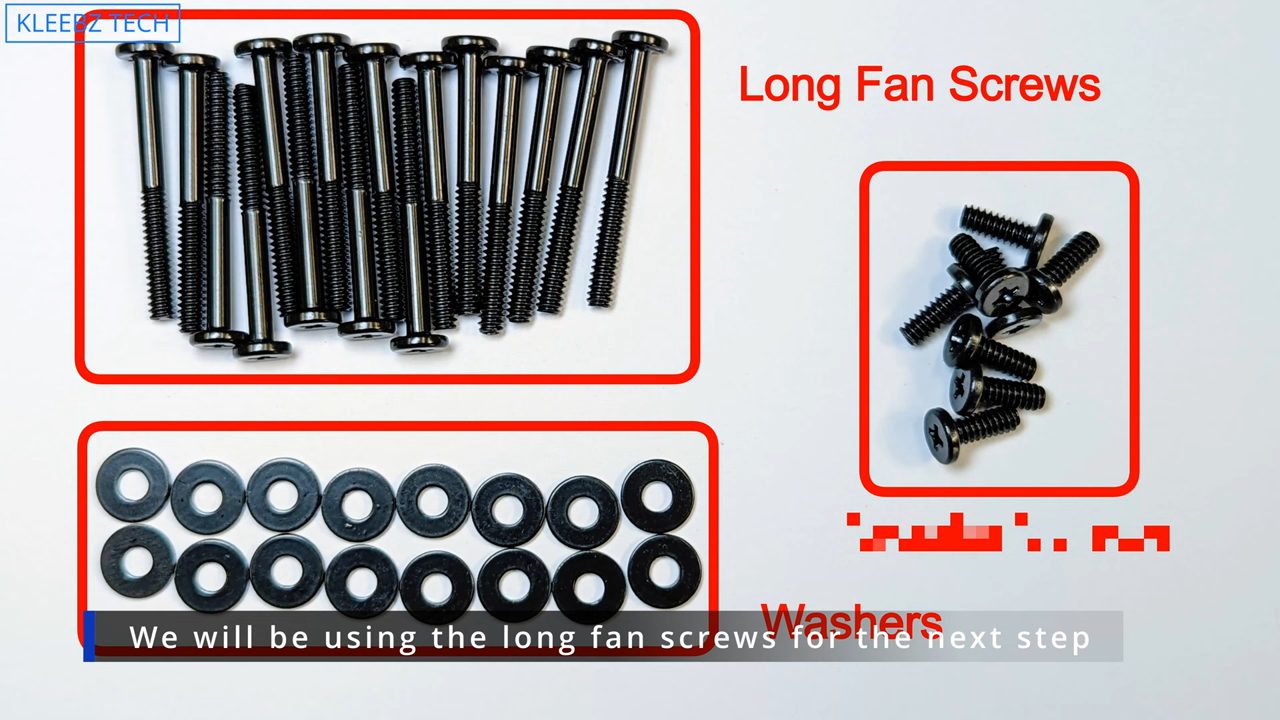 KLEEBZ TECH
Long Fan Screws
Washers
We will be using the long fan screws for the next step